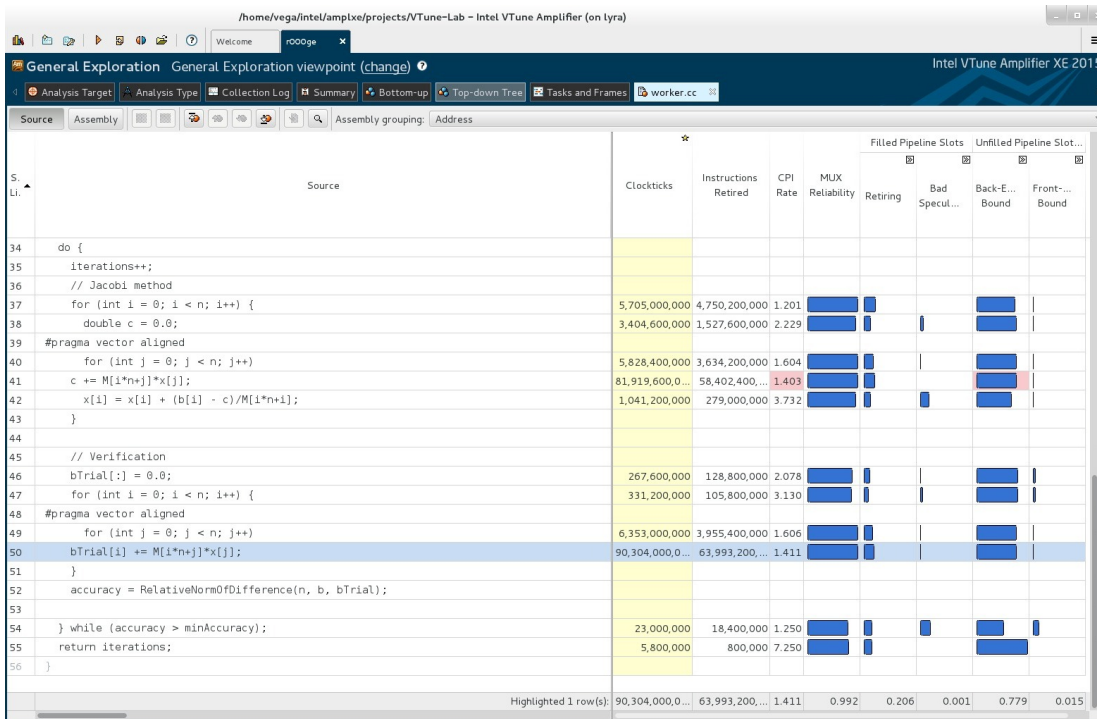 /home/vega/intel/amplxe/projects/VTune-Lab - Intel VTune Amplifier (on lyra)
Welcome r000ge ×
General Exploration General Exploration viewpoint (change) Intel VTune Amplifier XE 2015
Analysis Target Analysis Type Collection Log Summary Bottom-up Top-down Tree Tasks and Frames worker.cc
Source Assembly Assembly grouping: Address
Filled Pipeline Slots Unfilled Pipeline Slot...
S. Li. Source Clockticks Instructions Retired CPI Rate MUX Reliability Retiring Bad Specul... Back-E... Bound Front-... Bound
34 do {
35 iterations++;
36 // Jacobi method
37 for (int i = 0; i < n; i++) { 5,705,000,000 4,750,200,000 1.201
38 double c = 0.0; 3,404,600,000 1,527,600,000 2.229
39 #pragma vector aligned
40 for (int j = 0; j < n; j++) 5,828,400,000 3,634,200,000 1.604
41 c += M[i*n+j]*x[j]; 81,919,600,0... 58,402,400,... 1.403
42 x[i] = x[i] + (b[i] - c)/M[i*n+i]; 1,041,200,000 279,000,000 3.732
43 }
44
45 // Verification
46 bTrial[:] = 0.0; 267,600,000 128,800,000 2.078
47 for (int i = 0; i < n; i++) { 331,200,000 105,800,000 3.130
48 #pragma vector aligned
49 for (int j = 0; j < n; j++) 6,353,000,000 3,955,400,000 1.606
50 bTrial[i] += M[i*n+j]*x[j]; 90,304,000,0... 63,993,200,... 1.411
51 }
52 accuracy = RelativeNormOfDifference(n, b, bTrial);
53
54 } while (accuracy > minAccuracy); 23,000,000 18,400,000 1.250
55 return iterations; 5,800,000 800,000 7.250
56 }
Highlighted 1 row(s): 90,304,000,0... 63,993,200,... 1.411 0.992 0.206 0.001 0.779 0.015